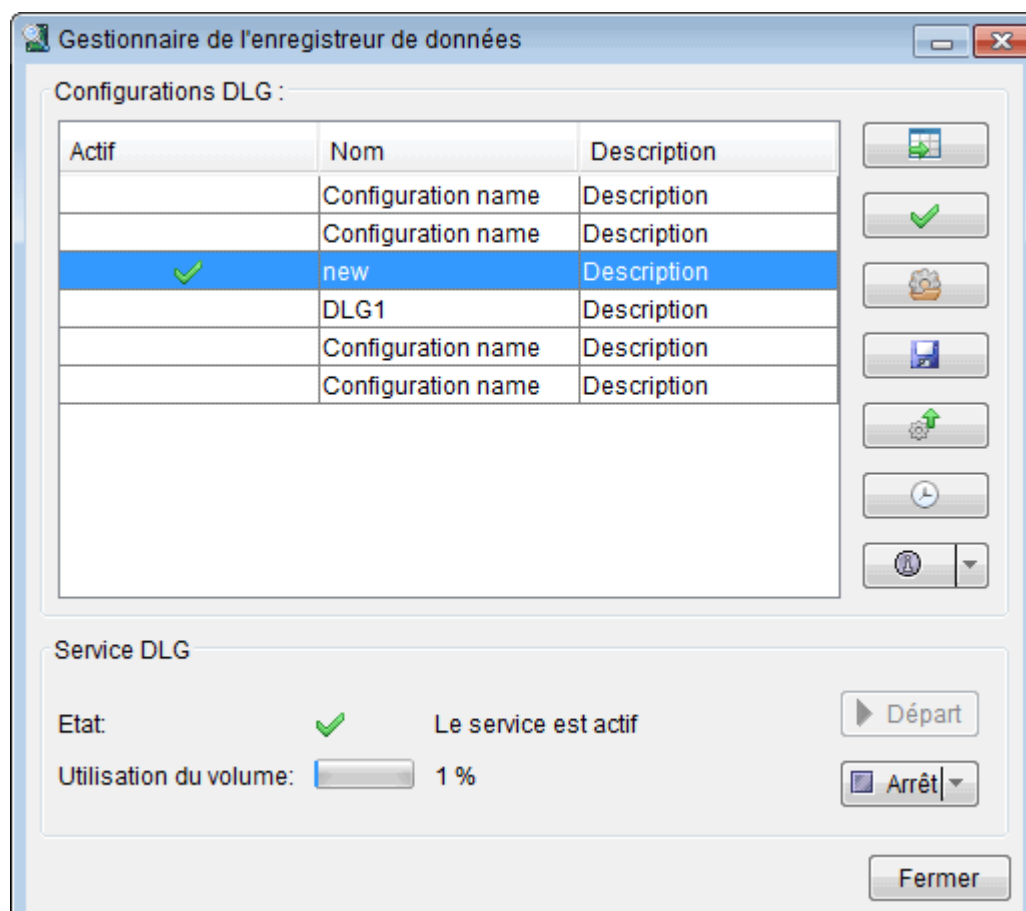 Gestionnaire de l'enregistreur de données
Configurations DLG :
Actif Nom Description
Configuration name Description
Configuration name Description
new Description
DLG1 Description
Configuration name Description
Configuration name Description
Service DLG
Etat: Le service est actif
Départ
Utilisation du volume: 1 %
Arrêt
Fermer